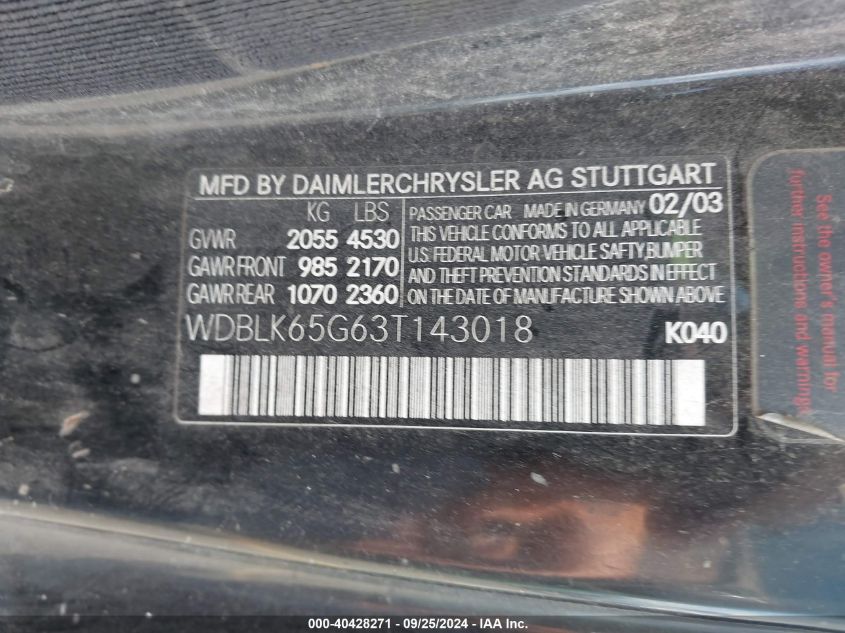 MFD BY DAIMLERCHRYSLER AG STUTTGART
KG LBS
GVWR 2055 4530
GAWR FRONT 985 2170
GAWR REAR 1070 2360
PASSENGER CAR MADE IN GERMANY 02/03
THIS VEHICLE CONFORMS TO ALL APPLICABLE
U.S. FEDERAL MOTOR VEHICLE SAFTY,BUMPER
AND THEFT PREVENTION STANDARDS IN EFFECT
ON THE DATE OF MANUFACTURE SHOWN ABOVE
WDBLK65G63T143018 K040
See the owner's manual for
further instructions and warnings
000-40428271 - 09/25/2024 - IAA Inc.